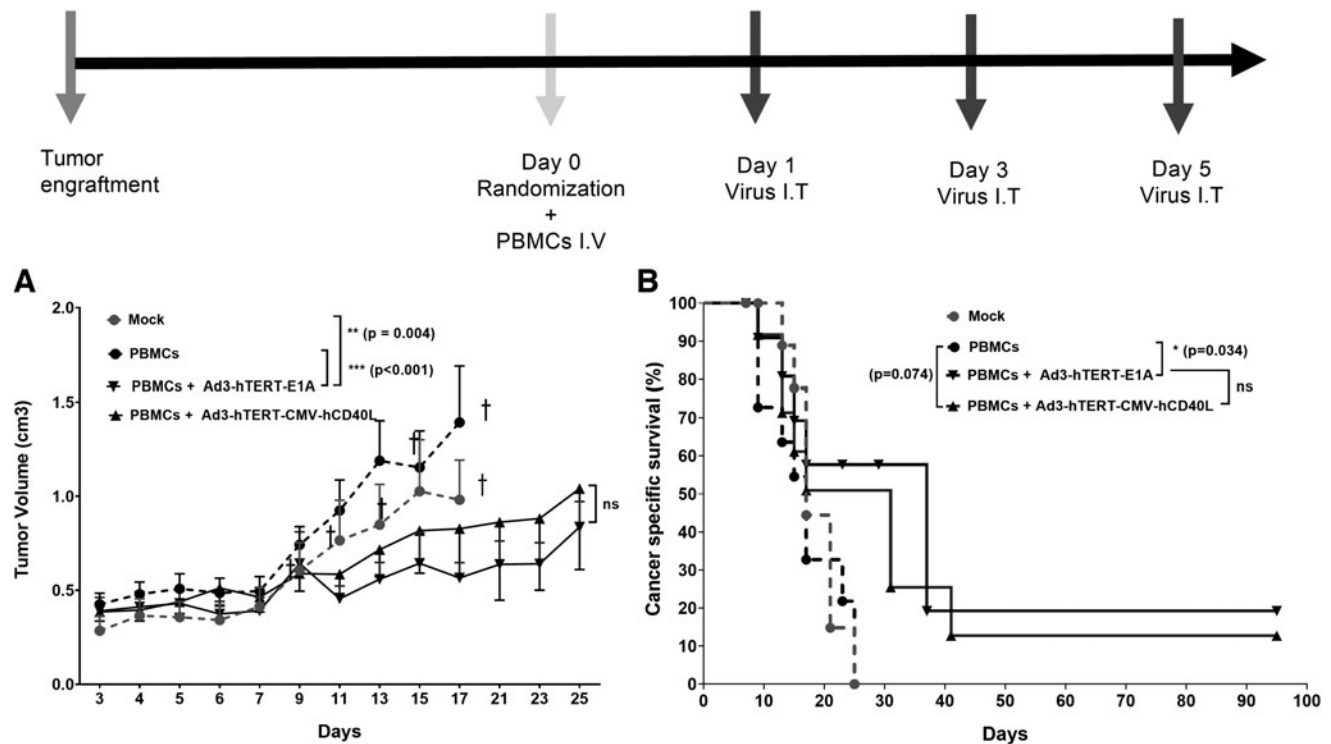 Tumor
engraftment
Day 0
Randomization
+
PBMCs I.V
Day 1
Virus I.T
Day 3
Virus I.T
Day 5
Virus I.T
A
Tumor Volume (cm3)
2.0
1.5
1.0
0.5
0.0
Mock
PBMCs
PBMCs + Ad3-hTERT-E1A
PBMCs + Ad3-hTERT-CMV-hCD40L
** (p = 0.004)
*** (p<0.001)
†
†
†
†
†
†
ns
3 4 5 6 7 9 11 13 15 17 21 23 25
Days
B
Cancer specific survival (%)
100
90
80
70
60
50
40
30
20
10
0
Mock
PBMCs
PBMCs + Ad3-hTERT-E1A
PBMCs + Ad3-hTERT-CMV-hCD40L
(p=0.074)
* (p=0.034)
ns
0 10 20 30 40 50 60 70 80 90 100
Days